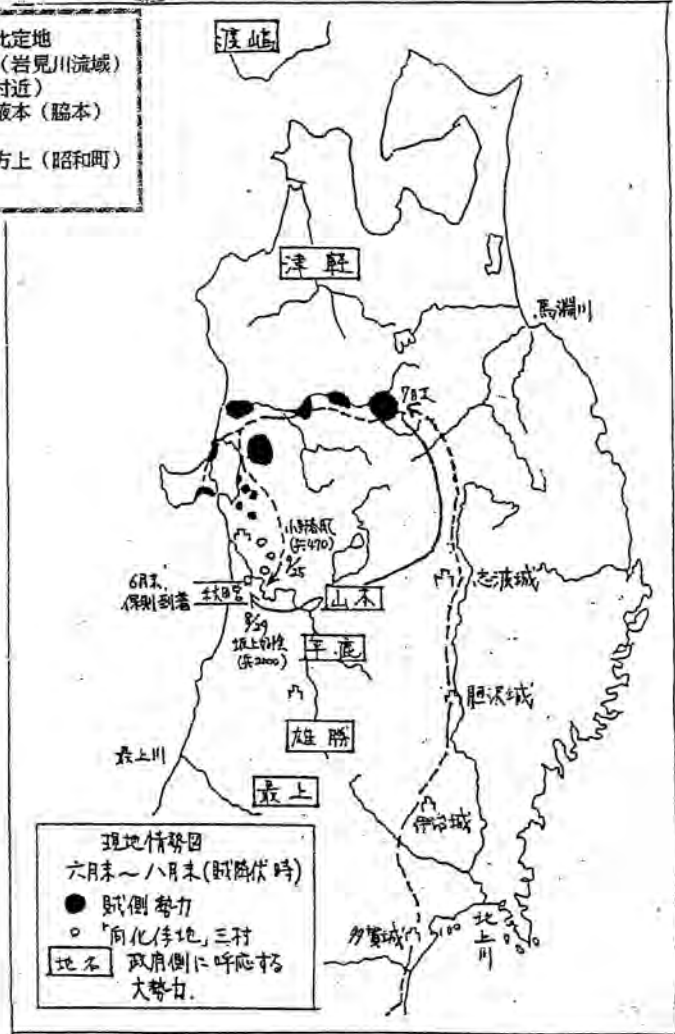 比定地
（岩見川流域）
付近）
腋本（脇本）
方上（昭和町）
渡嶋
津軽
馬淵川
小野春風
(兵470)
8/25
6月末、
保則到着
秋田営
山本
志波城
8/29
坂上好蔭
(兵2000)
平鹿
胆沢城
雄勝
最上川
最上
伊治城
現地情勢図
六月末～八月末(賊降伏時)
● 賊側勢力
○ 「向化俘地」三村
地名 政府側に呼応する
大勢力.
多賀城
北
上
川